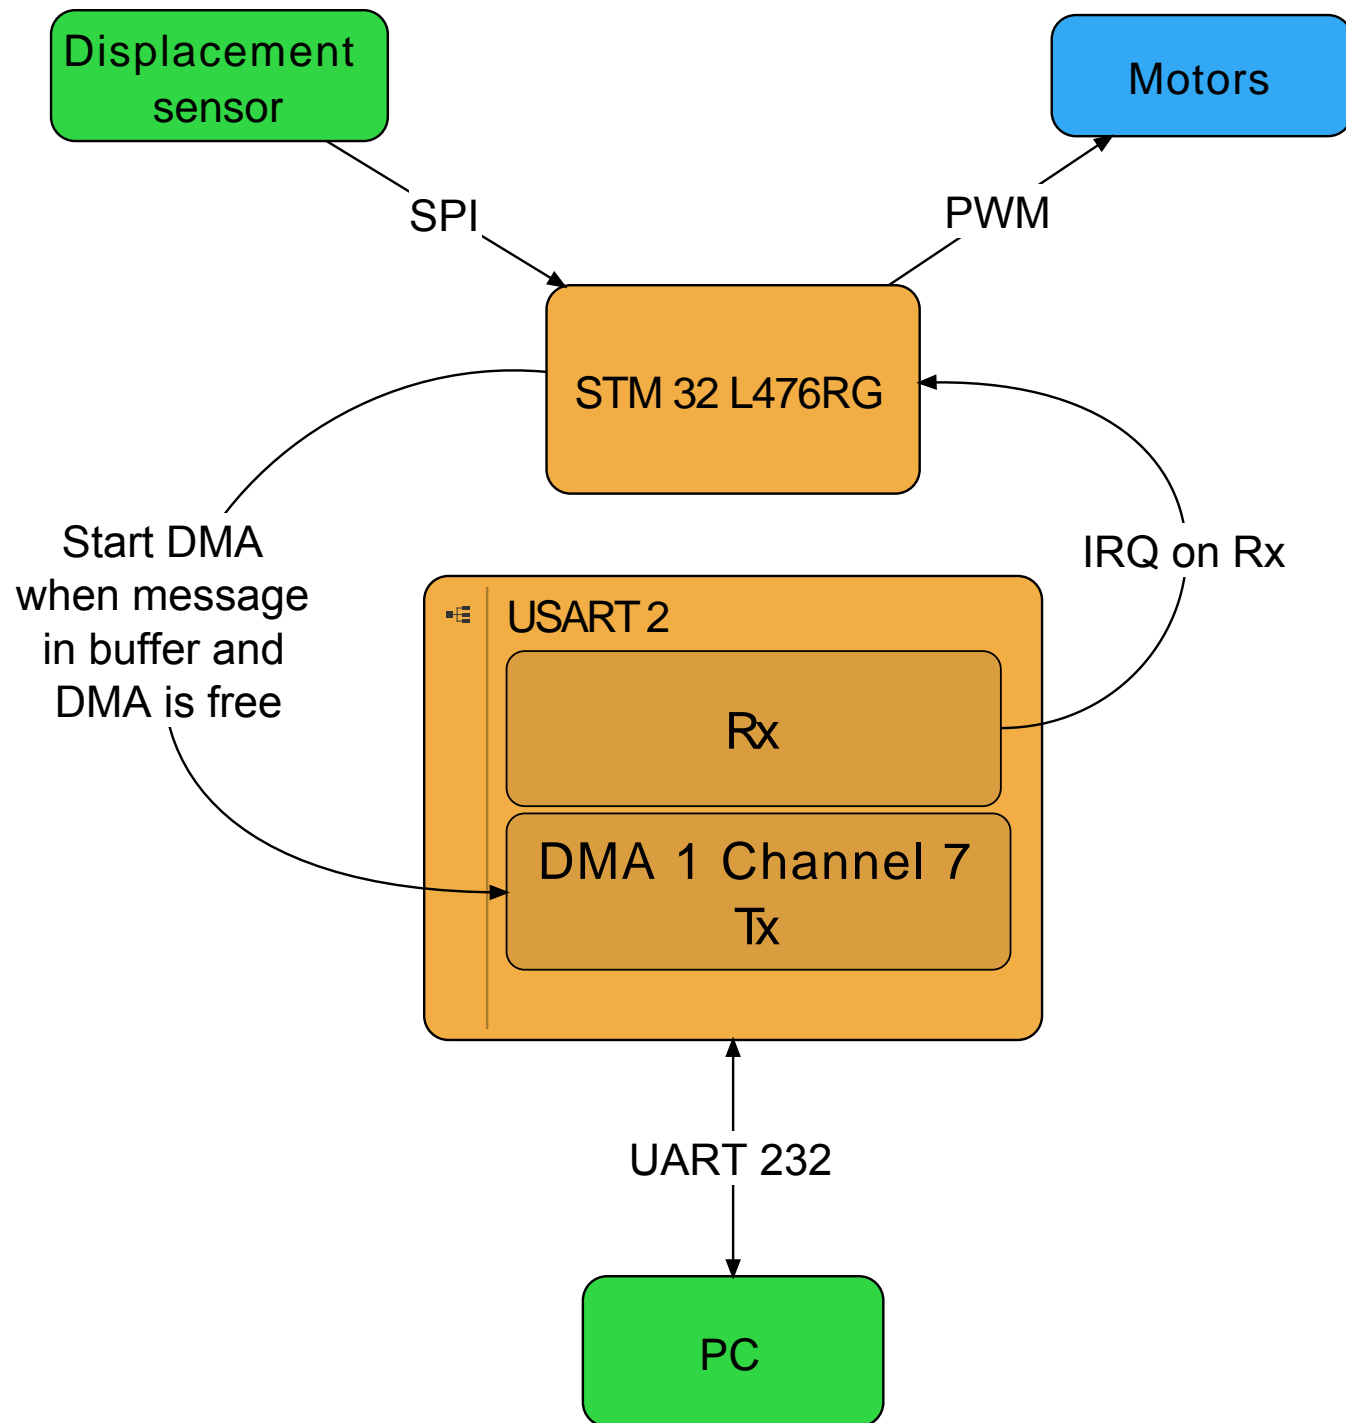 Displacement
sensor
Motors
SPI
PWM
STM 32 L476RG
Start DMA
when message
in buffer and
DMA is free
IRQ on Rx
USART 2
Rx
DMA 1 Channel 7
Tx
UART 232
PC